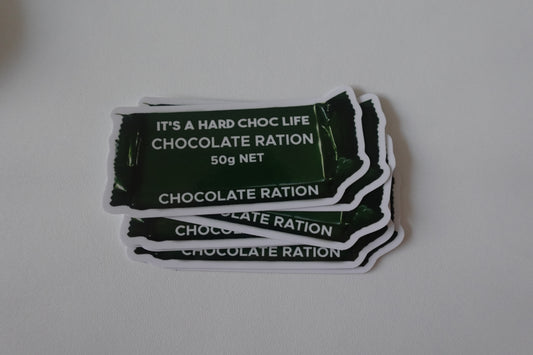 IT'S A HARD CHOC LIFE
CHOCOLATE RATION
50g NET
CHOCOLATE RATION
CHOCOLATE RATION
CHOCOLATE RATION